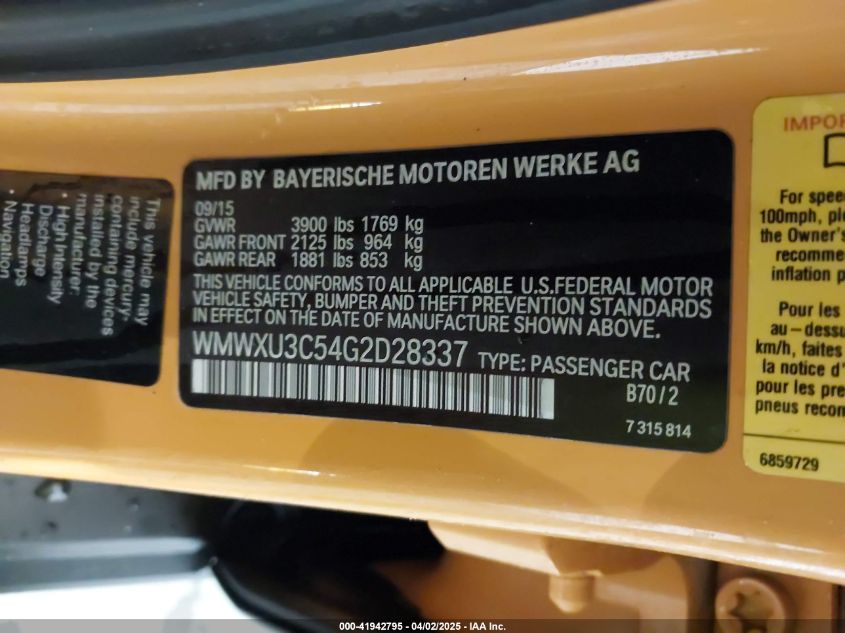 MFD BY BAYERISCHE MOTOREN WERKE AG
09/15
GVWR 3900 lbs 1769 kg
GAWR FRONT 2125 lbs 964 kg
GAWR REAR 1881 lbs 853 kg
THIS VEHICLE CONFORMS TO ALL APPLICABLE U.S.FEDERAL MOTOR
VEHICLE SAFETY, BUMPER AND THEFT PREVENTION STANDARDS
IN EFFECT ON THE DATE OF MANUFACTURE SHOWN ABOVE.
WMWXU3C54G2D28337 TYPE: PASSENGER CAR
B70/2
7 315 814
This vehicle may
include mercury-
containing devices
installed by the
manufacturer:
- High Intensity
Discharge
Headlamps
Navigation
For speed
100mph,
the Owner's
recomme
inflation p
Pour les
au-dessu
km/h, faites
la notice d'
pour les pre
pneus recom
6859729
000-41942795 - 04/02/2025 - IAA Inc.